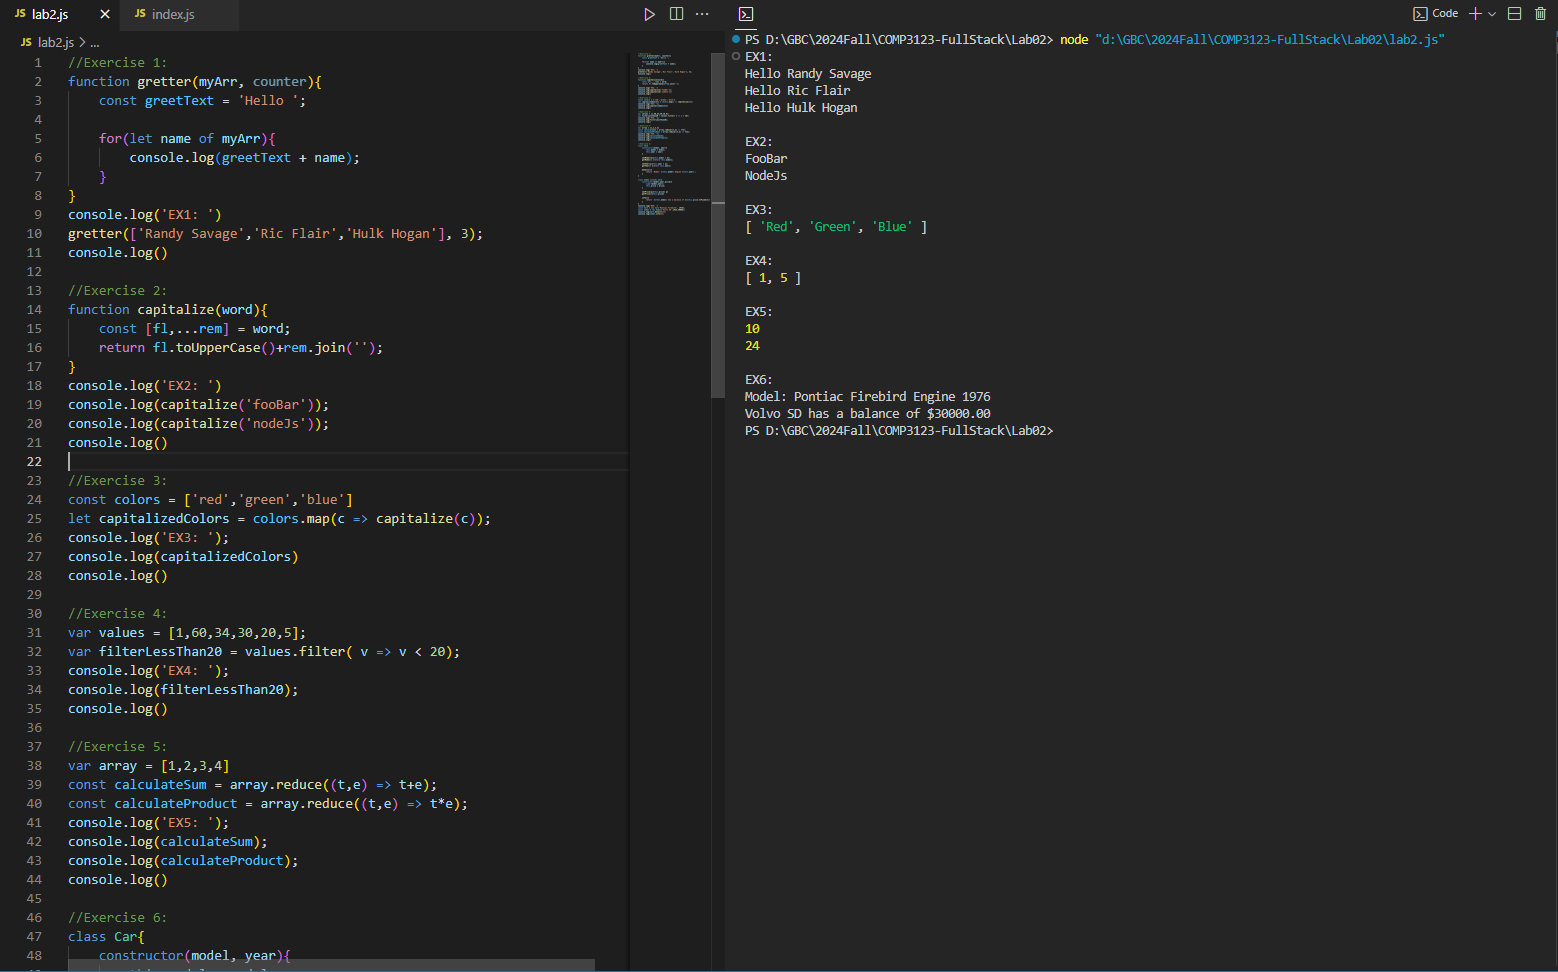 JS lab2.js
JS index.js
JS lab2.js > ...
1 //Exercise 1:
2 function gretter(myArr, counter){
3 const greetText = 'Hello ';
4
5 for(let name of myArr){
6 console.log(greetText + name);
7 }
8 }
9 console.log('EX1: ')
10 gretter(['Randy Savage','Ric Flair','Hulk Hogan'], 3);
11 console.log()
12
13 //Exercise 2:
14 function capitalize(word){
15 const [fl,...rem] = word;
16 return fl.toUpperCase()+rem.join('');
17 }
18 console.log('EX2: ')
19 console.log(capitalize('fooBar'));
20 console.log(capitalize('nodeJs'));
21 console.log()
22
23 //Exercise 3:
24 const colors = ['red','green','blue']
25 let capitalizedColors = colors.map(c => capitalize(c));
26 console.log('EX3: ');
27 console.log(capitalizedColors)
28 console.log()
29
30 //Exercise 4:
31 var values = [1,60,34,30,20,5];
32 var filterLessThan20 = values.filter( v => v < 20);
33 console.log('EX4: ');
34 console.log(filterLessThan20);
35 console.log()
36
37 //Exercise 5:
38 var array = [1,2,3,4]
39 const calculateSum = array.reduce((t,e) => t+e);
40 const calculateProduct = array.reduce((t,e) => t*e);
41 console.log('EX5: ');
42 console.log(calculateSum);
43 console.log(calculateProduct);
44 console.log()
45
46 //Exercise 6:
47 class Car{
48 constructor(model, year){
Code
PS D:\GBC\2024Fall\COMP3123-FullStack\Lab02> node "d:\GBC\2024Fall\COMP3123-FullStack\Lab02\lab2.js"
EX1:
Hello Randy Savage
Hello Ric Flair
Hello Hulk Hogan
EX2:
FooBar
NodeJs
EX3:
[ 'Red', 'Green', 'Blue' ]
EX4:
[ 1, 5 ]
EX5:
10
24
EX6:
Model: Pontiac Firebird Engine 1976
Volvo SD has a balance of $30000.00
PS D:\GBC\2024Fall\COMP3123-FullStack\Lab02>